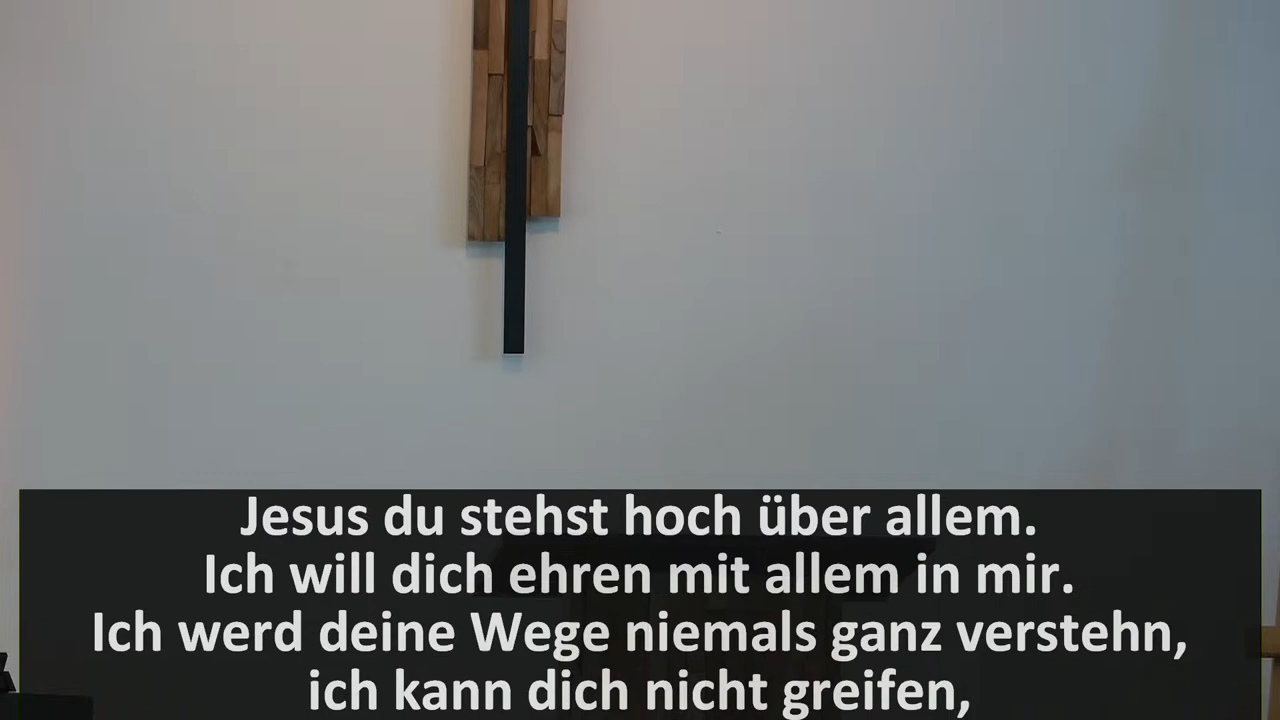 Jesus du stehst hoch über allem.
Ich will dich ehren mit allem in mir.
Ich werd deine Wege niemals ganz verstehn,
ich kann dich nicht greifen,